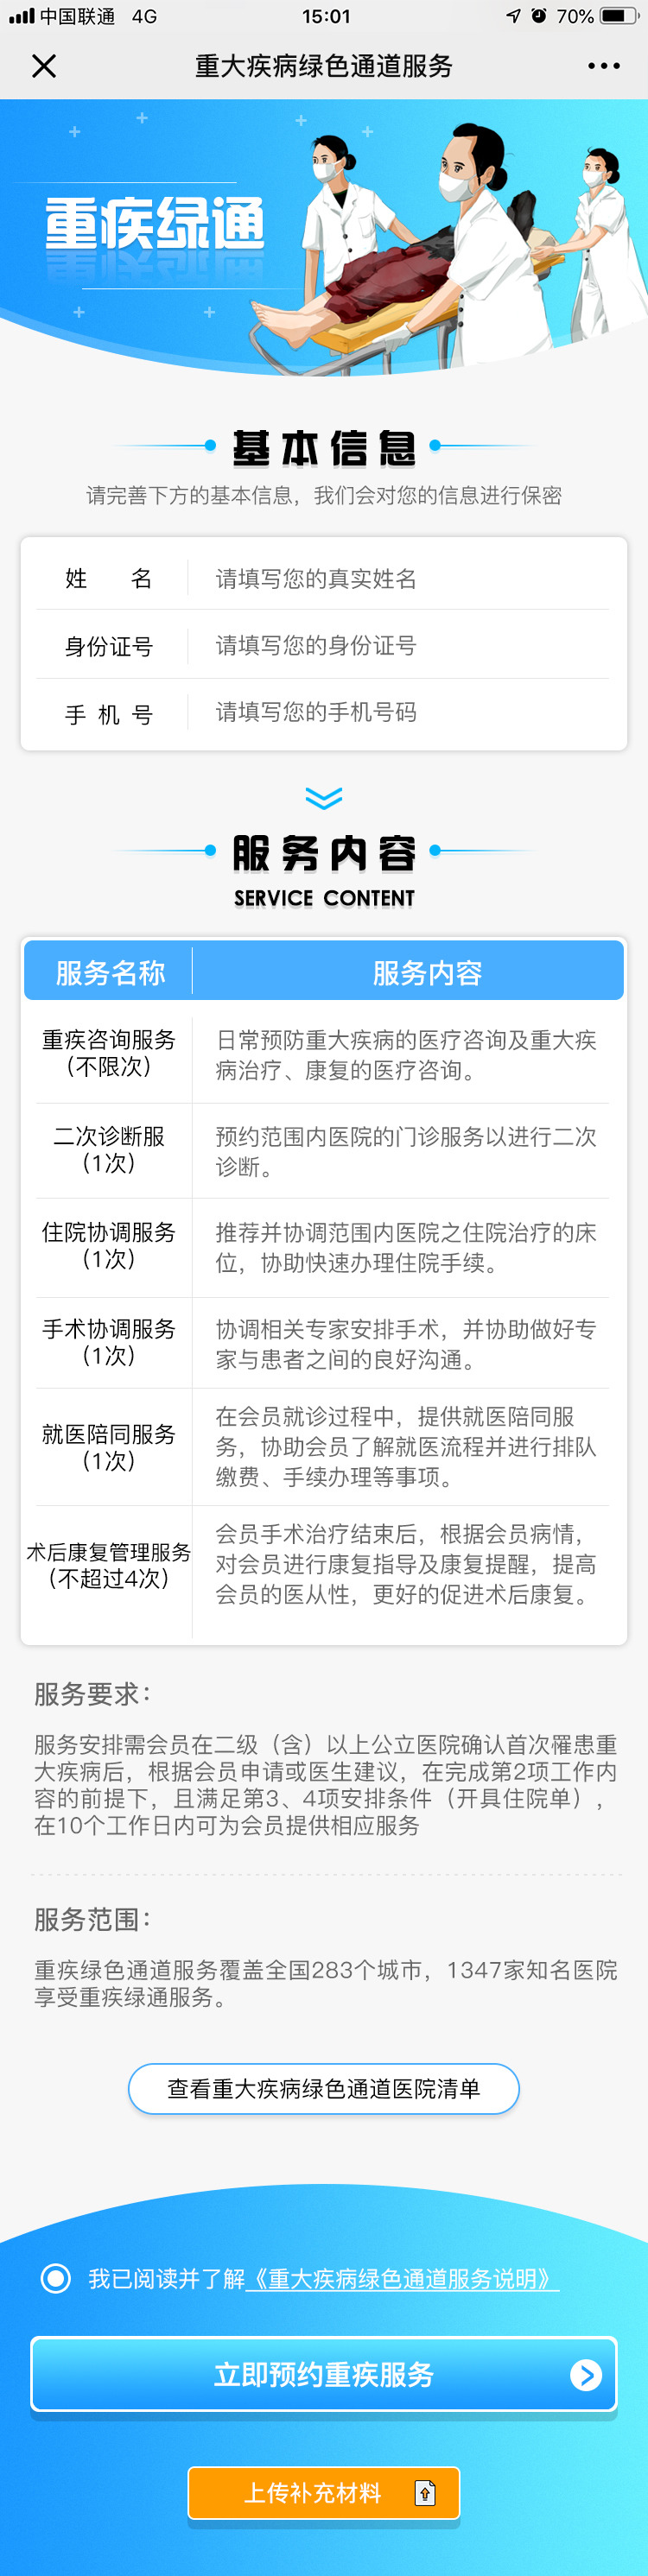 中国联通 4G 15:01 70%
重大疾病绿色通道服务
重疾绿通
基本信息
请完善下方的基本信息，我们会对您的信息进行保密
姓 名 请填写您的真实姓名
身份证号 请填写您的身份证号
手 机 号 请填写您的手机号码
服务内容
SERVICE CONTENT
服务名称 服务内容
重疾咨询服务
（不限次）
日常预防重大疾病的医疗咨询及重大疾
病治疗、康复的医疗咨询。
二次诊断服
（1次）
预约范围内医院的门诊服务以进行二次
诊断。
住院协调服务
（1次）
推荐并协调范围内医院之住院治疗的床
位，协助快速办理住院手续。
手术协调服务
（1次）
协调相关专家安排手术，并协助做好专
家与患者之间的良好沟通。
就医陪同服务
（1次）
在会员就诊过程中，提供就医陪同服
务，协助会员了解就医流程并进行排队
缴费、手续办理等事项。
术后康复管理服务
（不超过4次）
会员手术治疗结束后，根据会员病情，
对会员进行康复指导及康复提醒，提高
会员的医从性，更好的促进术后康复。
服务要求：
服务安排需会员在二级（含）以上公立医院确认首次罹患重
大疾病后，根据会员申请或医生建议，在完成第2项工作内
容的前提下，且满足第3、4项安排条件（开具住院单），
在10个工作日内可为会员提供相应服务
服务范围：
重疾绿色通道服务覆盖全国283个城市，1347家知名医院
享受重疾绿通服务。
查看重大疾病绿色通道医院清单
我已阅读并了解《重大疾病绿色通道服务说明》
立即预约重疾服务
上传补充材料